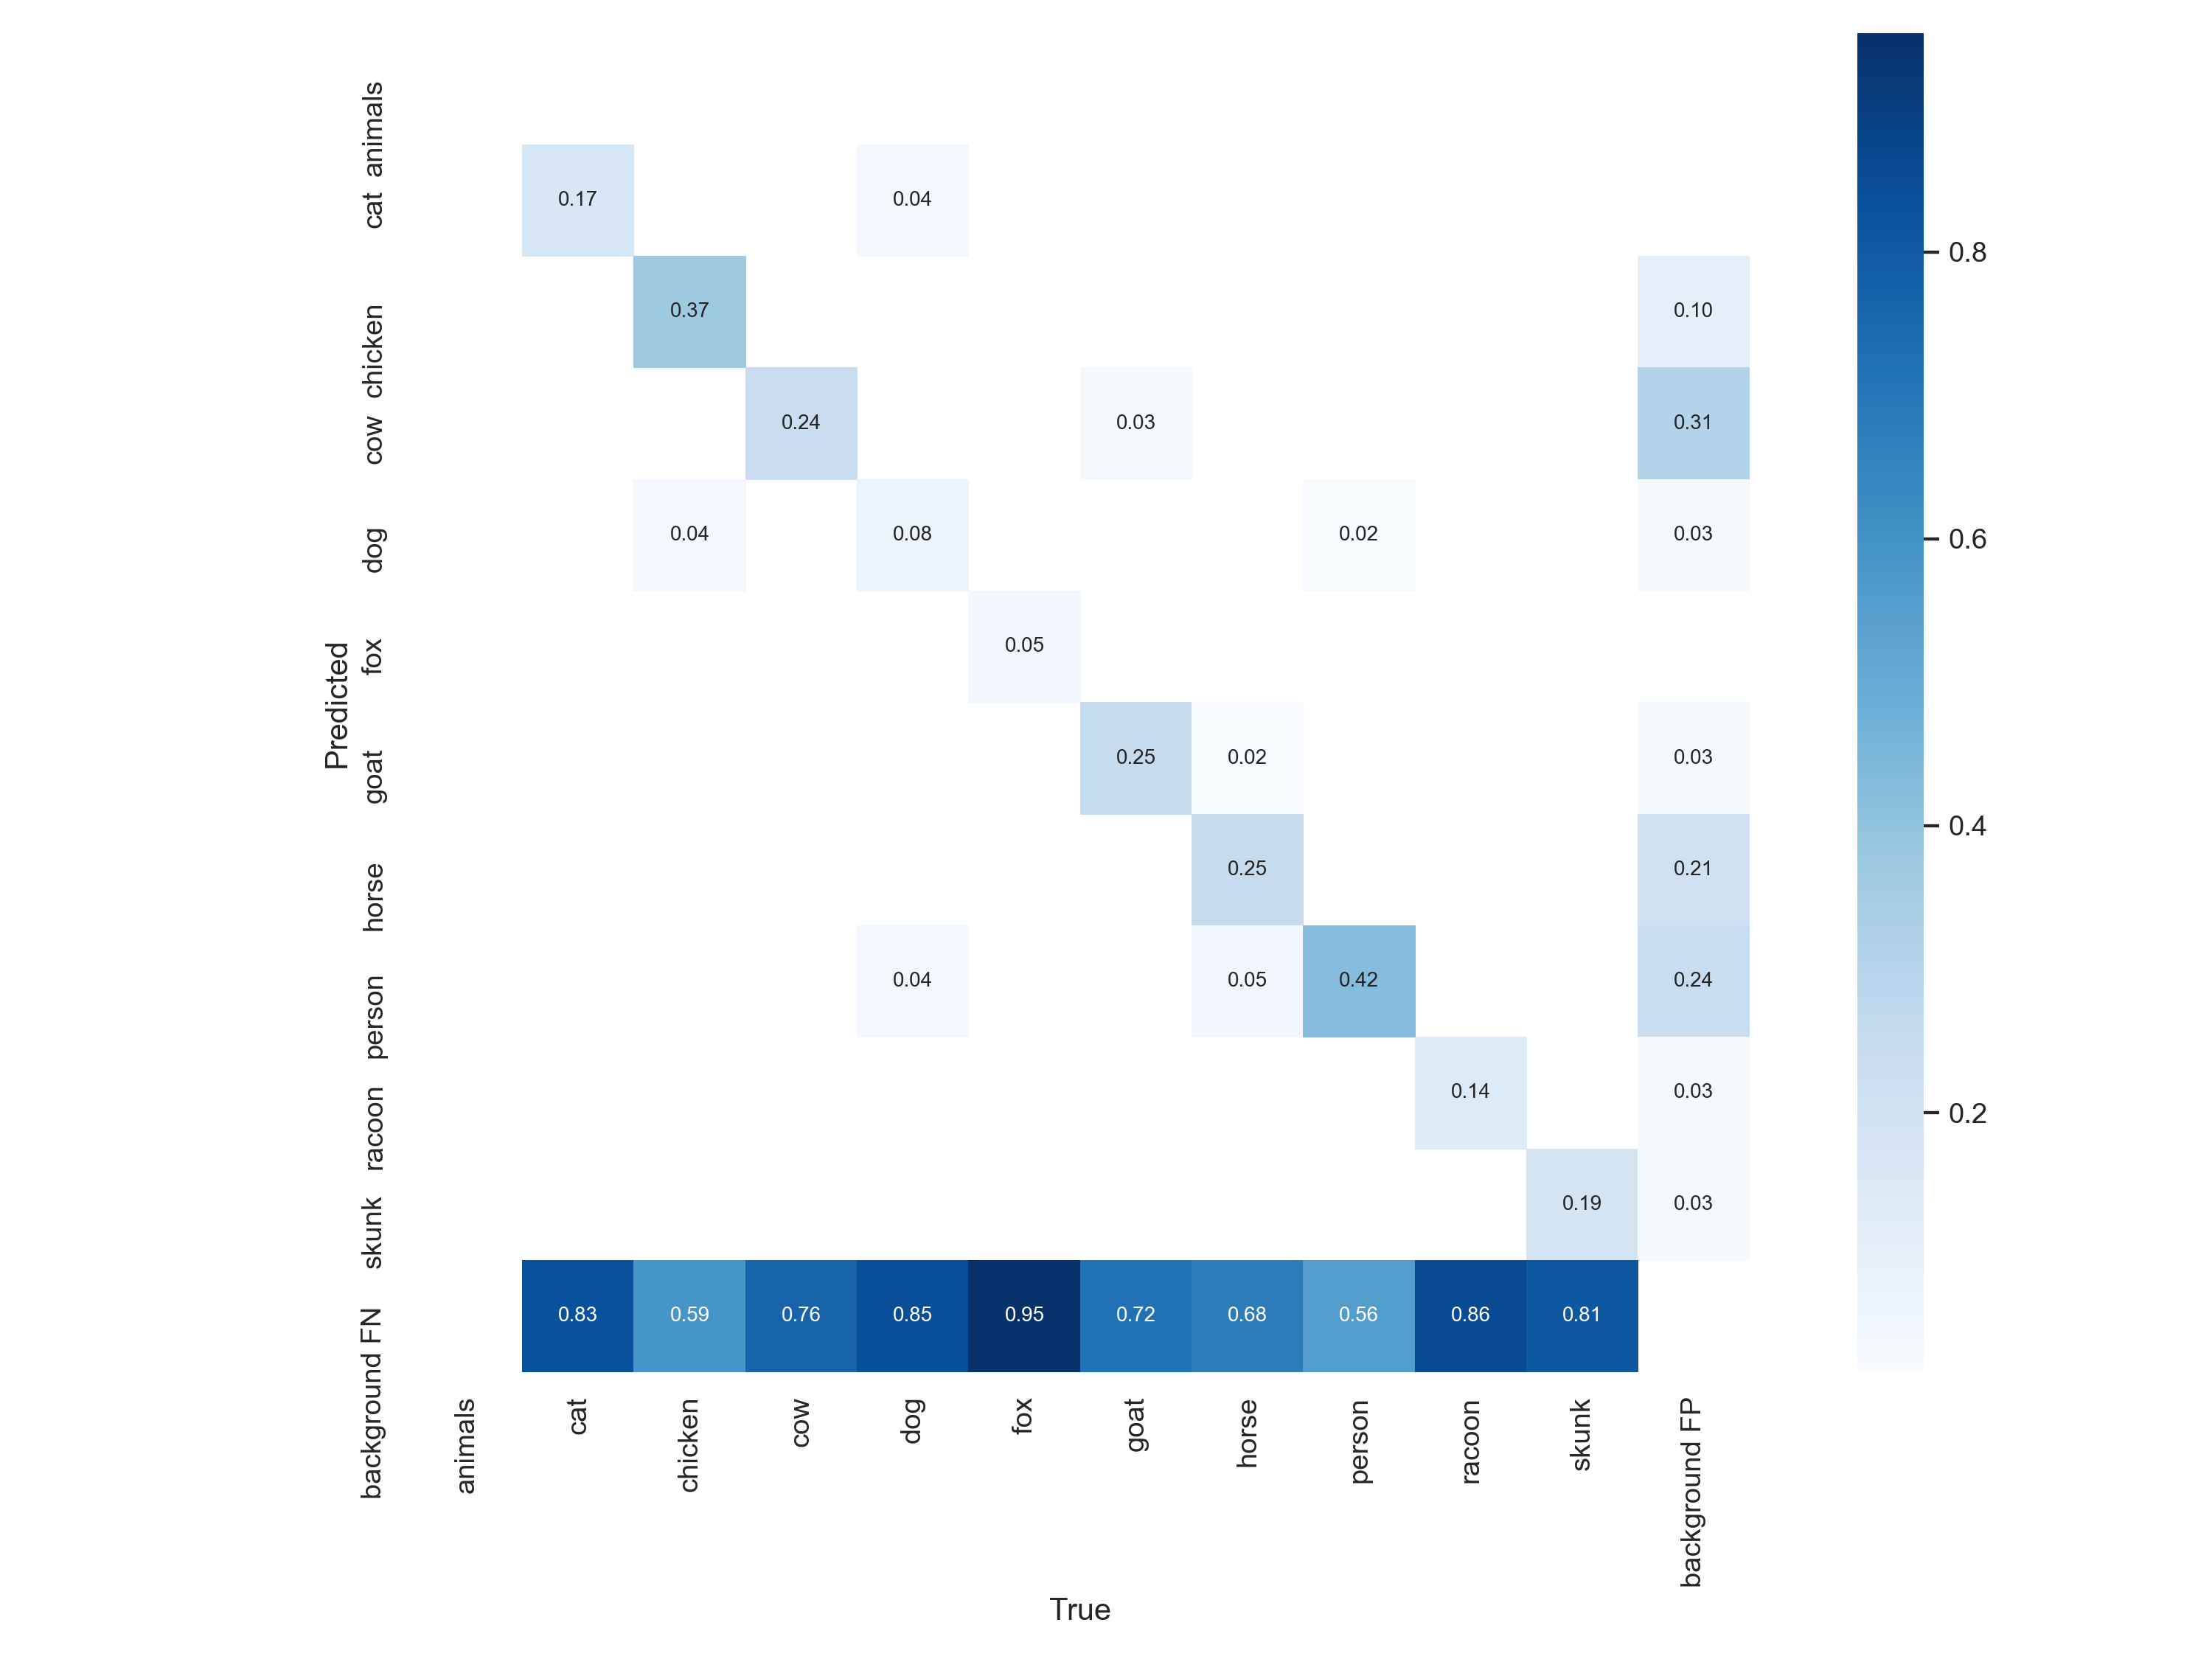 animals
cat
0.17 0.04
0.8
chicken
0.37 0.10
cow
0.24 0.03 0.31
dog
0.04 0.08 0.02 0.03
0.6
fox
0.05
Predicted
goat
0.25 0.02 0.03
0.4
horse
0.25 0.21
person
0.04 0.05 0.42 0.24
racoon
0.14 0.03
0.2
skunk
0.19 0.03
background FN
0.83 0.59 0.76 0.85 0.95 0.72 0.68 0.56 0.86 0.81
animals cat chicken cow dog fox goat horse person racoon skunk background FP
True